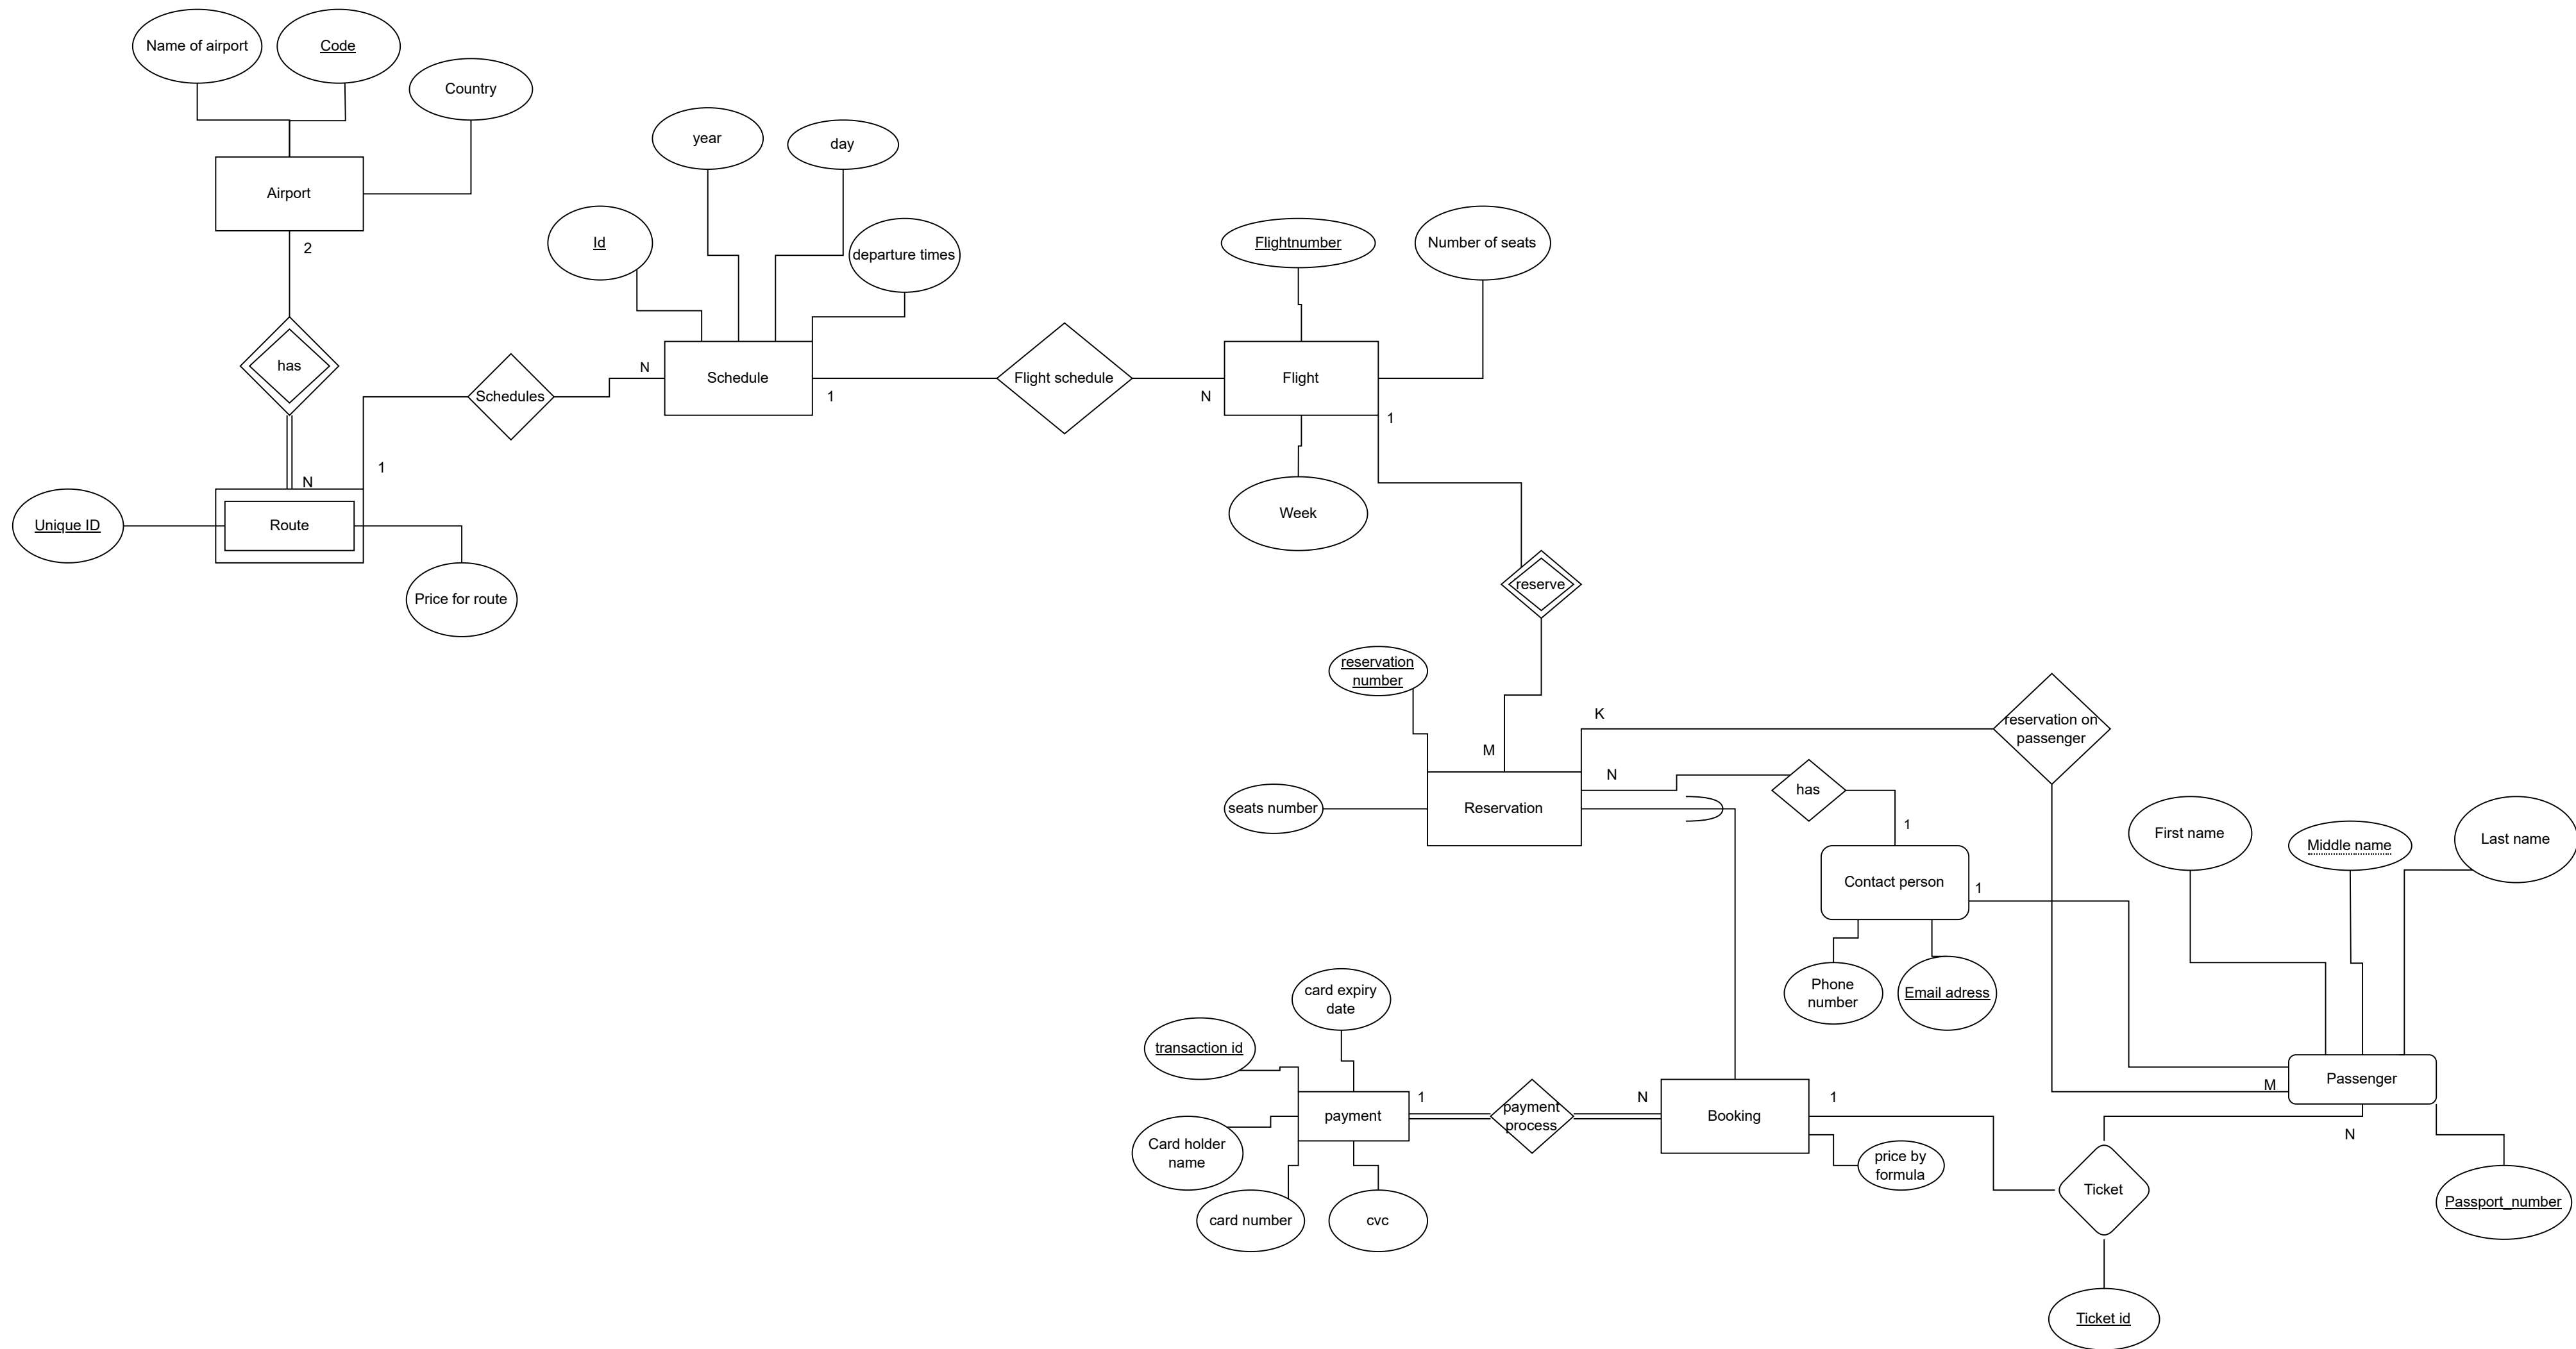 Name of airport
Code
Country
Airport
2
has
N
Unique ID
Route
Price for route
1
Schedules
N
Id
year
day
departure times
Schedule
1
Flight schedule
N
Flightnumber
Number of seats
Flight
1
Week
reserve
M
reservation
number
seats number
Reservation
K
reservation on
passenger
N
has
1
Contact person
1
Phone
number
Email adress
First name
Middle name
Last name
M
Passenger
N
Passport_number
card expiry
date
transaction id
Card holder
name
card number
cvc
payment
1
payment
process
N
Booking
1
price by
formula
Ticket
Ticket id